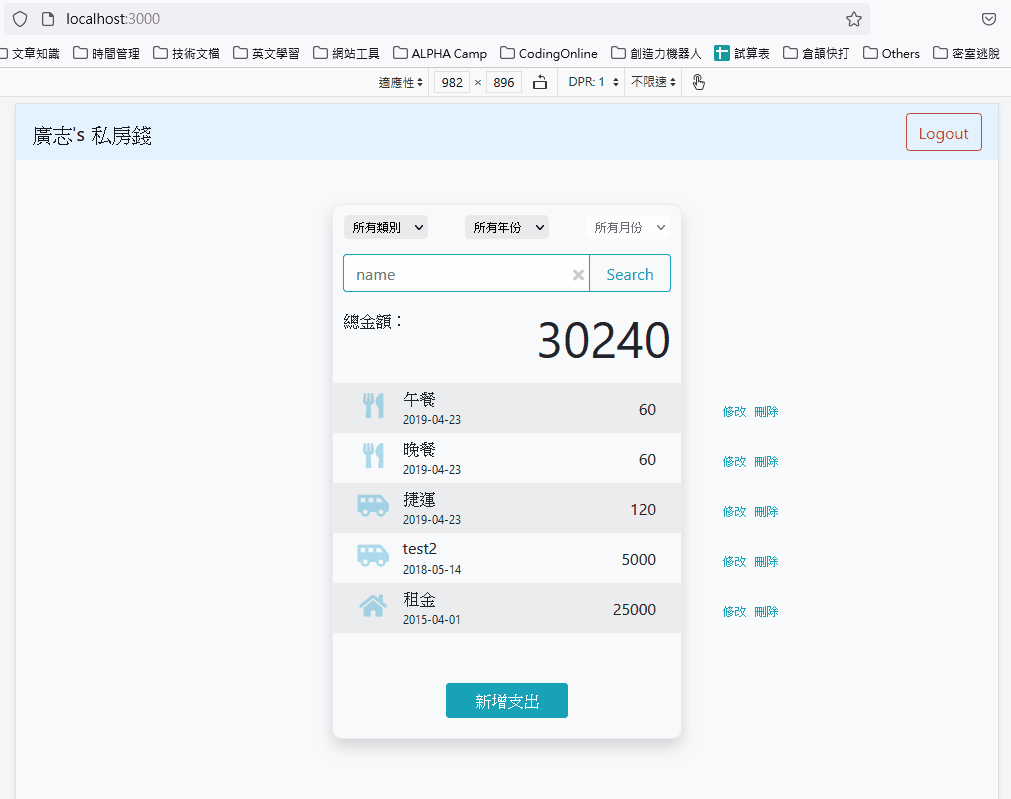 localhost:3000
文章知識 時間管理 技術文檔 英文學習 網站工具 ALPHA Camp CodingOnline 創造力機器人 試算表 倉頡快打 Others 密室逃脫
適應性 982 × 896 DPR: 1 不限速
廣志's 私房錢 Logout
所有類別 所有年份 所有月份
name Search
總金額： 30240
午餐 60 修改 刪除
2019-04-23
晚餐 60 修改 刪除
2019-04-23
捷運 120 修改 刪除
2019-04-23
test2 5000 修改 刪除
2018-05-14
租金 25000 修改 刪除
2015-04-01
新增支出